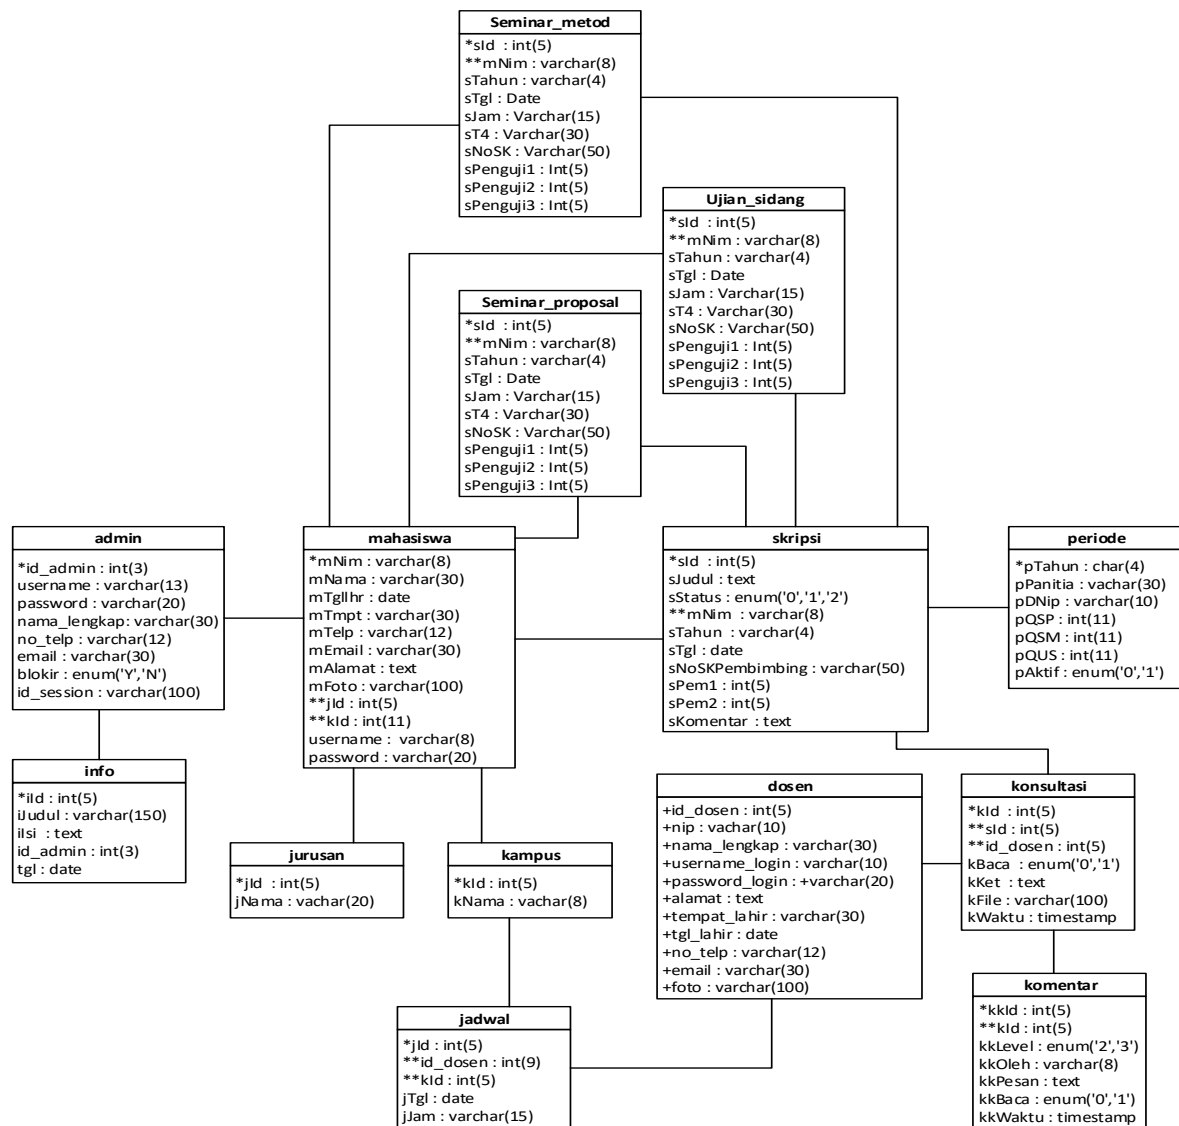 Seminar_metod
*sId : int(5)
**mNim : varchar(8)
sTahun : varchar(4)
sTgl : Date
sJam : Varchar(15)
sT4 : Varchar(30)
sNoSK : Varchar(50)
sPenguji1 : Int(5)
sPenguji2 : Int(5)
sPenguji3 : Int(5)
Ujian_sidang
*sId : int(5)
**mNim : varchar(8)
sTahun : varchar(4)
sTgl : Date
sJam : Varchar(15)
sT4 : Varchar(30)
sNoSK : Varchar(50)
sPenguji1 : Int(5)
sPenguji2 : Int(5)
sPenguji3 : Int(5)
Seminar_proposal
*sId : int(5)
**mNim : varchar(8)
sTahun : varchar(4)
sTgl : Date
sJam : Varchar(15)
sT4 : Varchar(30)
sNoSK : Varchar(50)
sPenguji1 : Int(5)
sPenguji2 : Int(5)
sPenguji3 : Int(5)
admin
*id_admin : int(3)
username : varchar(13)
password : varchar(20)
nama_lengkap: varchar(30)
no_telp : varchar(12)
email : varchar(30)
blokir : enum('Y','N')
id_session : varchar(100)
mahasiswa
*mNim : varchar(8)
mNama : varchar(30)
mTgllhr : date
mTmpt : varchar(30)
mTelp : varchar(12)
mEmail : varchar(30)
mAlamat : text
mFoto : varchar(100)
**jId : int(5)
**kId : int(11)
username : varchar(8)
password : varchar(20)
skripsi
*sId : int(5)
sJudul : text
sStatus : enum('0','1','2')
**mNim : varchar(8)
sTahun : varchar(4)
sTgl : date
sNoSKPembimbing : varchar(50)
sPem1 : int(5)
sPem2 : int(5)
sKomentar : text
periode
*pTahun : char(4)
pPanitia : vachar(30)
pDNip : varchar(10)
pQSP : int(11)
pQSM : int(11)
pQUS : int(11)
pAktif : enum('0','1')
info
*iId : int(5)
iJudul : varchar(150)
iIsi : text
id_admin : int(3)
tgl : date
jurusan
*jId : int(5)
jNama : vachar(20)
kampus
*kId : int(5)
kNama : vachar(8)
dosen
+id_dosen : int(5)
+nip : vachar(10)
+nama_lengkap : varchar(30)
+username_login : varchar(10)
+password_login : +varchar(20)
+alamat : text
+tempat_lahir : varchar(30)
+tgl_lahir : date
+no_telp : varchar(12)
+email : varchar(30)
+foto : varchar(100)
konsultasi
*kId : int(5)
**sId : int(5)
**id_dosen : int(5)
kBaca : enum('0','1')
kKet : text
kFile : varchar(100)
kWaktu : timestamp
jadwal
*jId : int(5)
**id_dosen : int(9)
**kId : int(5)
jTgl : date
jJam : varchar(15)
komentar
*kkId : int(5)
**kId : int(5)
kkLevel : enum('2','3')
kkOleh : varchar(8)
kkPesan : text
kkBaca : enum('0','1')
kkWaktu : timestamp